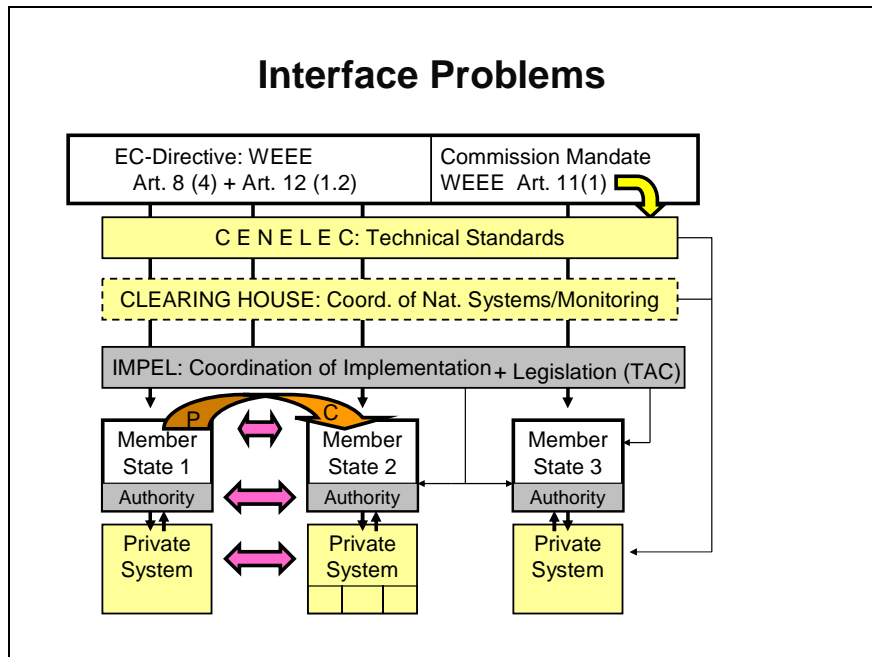 Interface Problems
EC-Directive: WEEE
Art. 8 (4) + Art. 12 (1.2)
Commission Mandate
WEEE Art. 11(1)
C E N E L E C: Technical Standards
CLEARING HOUSE: Coord. of Nat. Systems/Monitoring
IMPEL: Coordination of Implementation + Legislation (TAC)
P
C
Member
State 1
Authority
Member
State 2
Authority
Member
State 3
Authority
Private
System
Private
System
Private
System